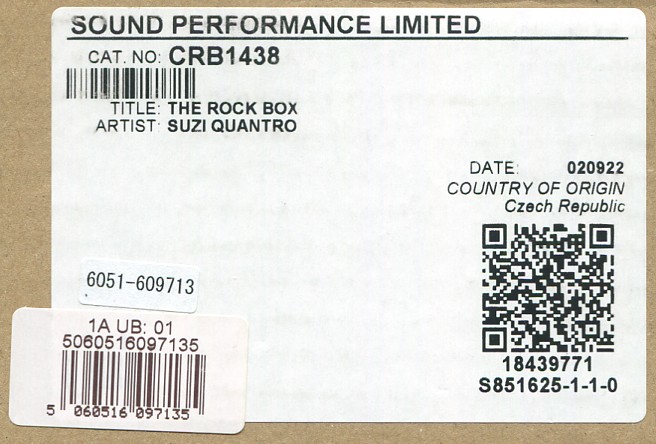 SOUND PERFORMANCE LIMITED
CAT. NO: CRB1438
TITLE: THE ROCK BOX
ARTIST: SUZI QUANTRO
DATE: 020922
COUNTRY OF ORIGIN
Czech Republic
18439771
S851625-1-1-0
6051-609713
1A UB: 01
5060516097135
5 060516 097135